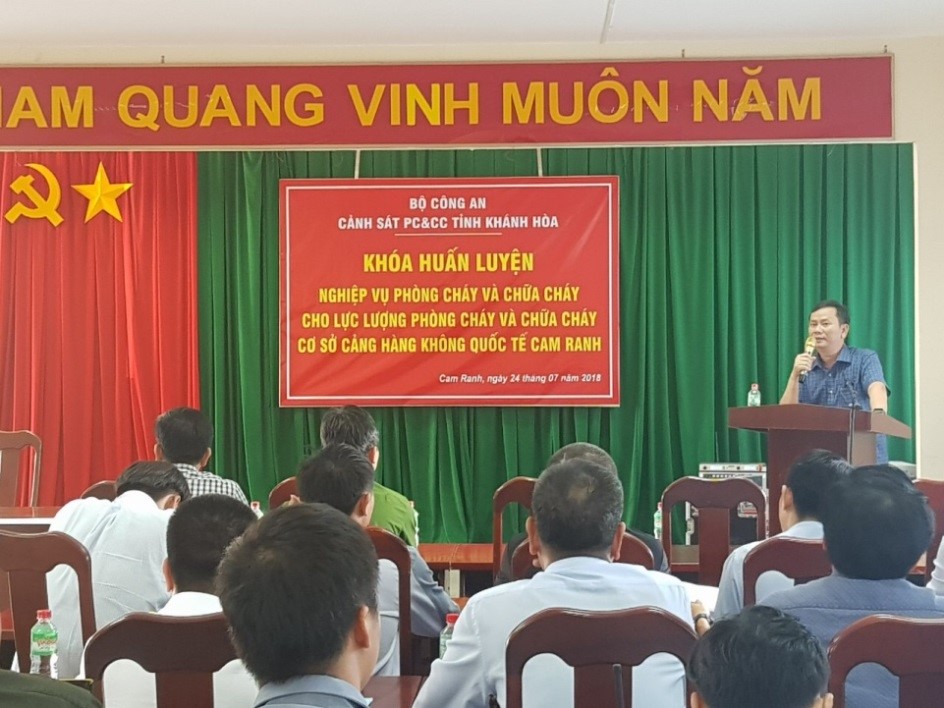 NAM QUANG VINH MUÔN NĂM
BỘ CÔNG AN
CẢNH SÁT PC&CC TỈNH KHÁNH HÒA
KHÓA HUẤN LUYỆN
NGHIỆP VỤ PHÒNG CHÁY VÀ CHỮA CHÁY
CHO LỰC LƯỢNG PHÒNG CHÁY VÀ CHỮA CHÁY
CƠ SỞ CẢNG HÀNG KHÔNG QUỐC TẾ CAM RANH
Cam Ranh, ngày 24 tháng 07 năm 2018